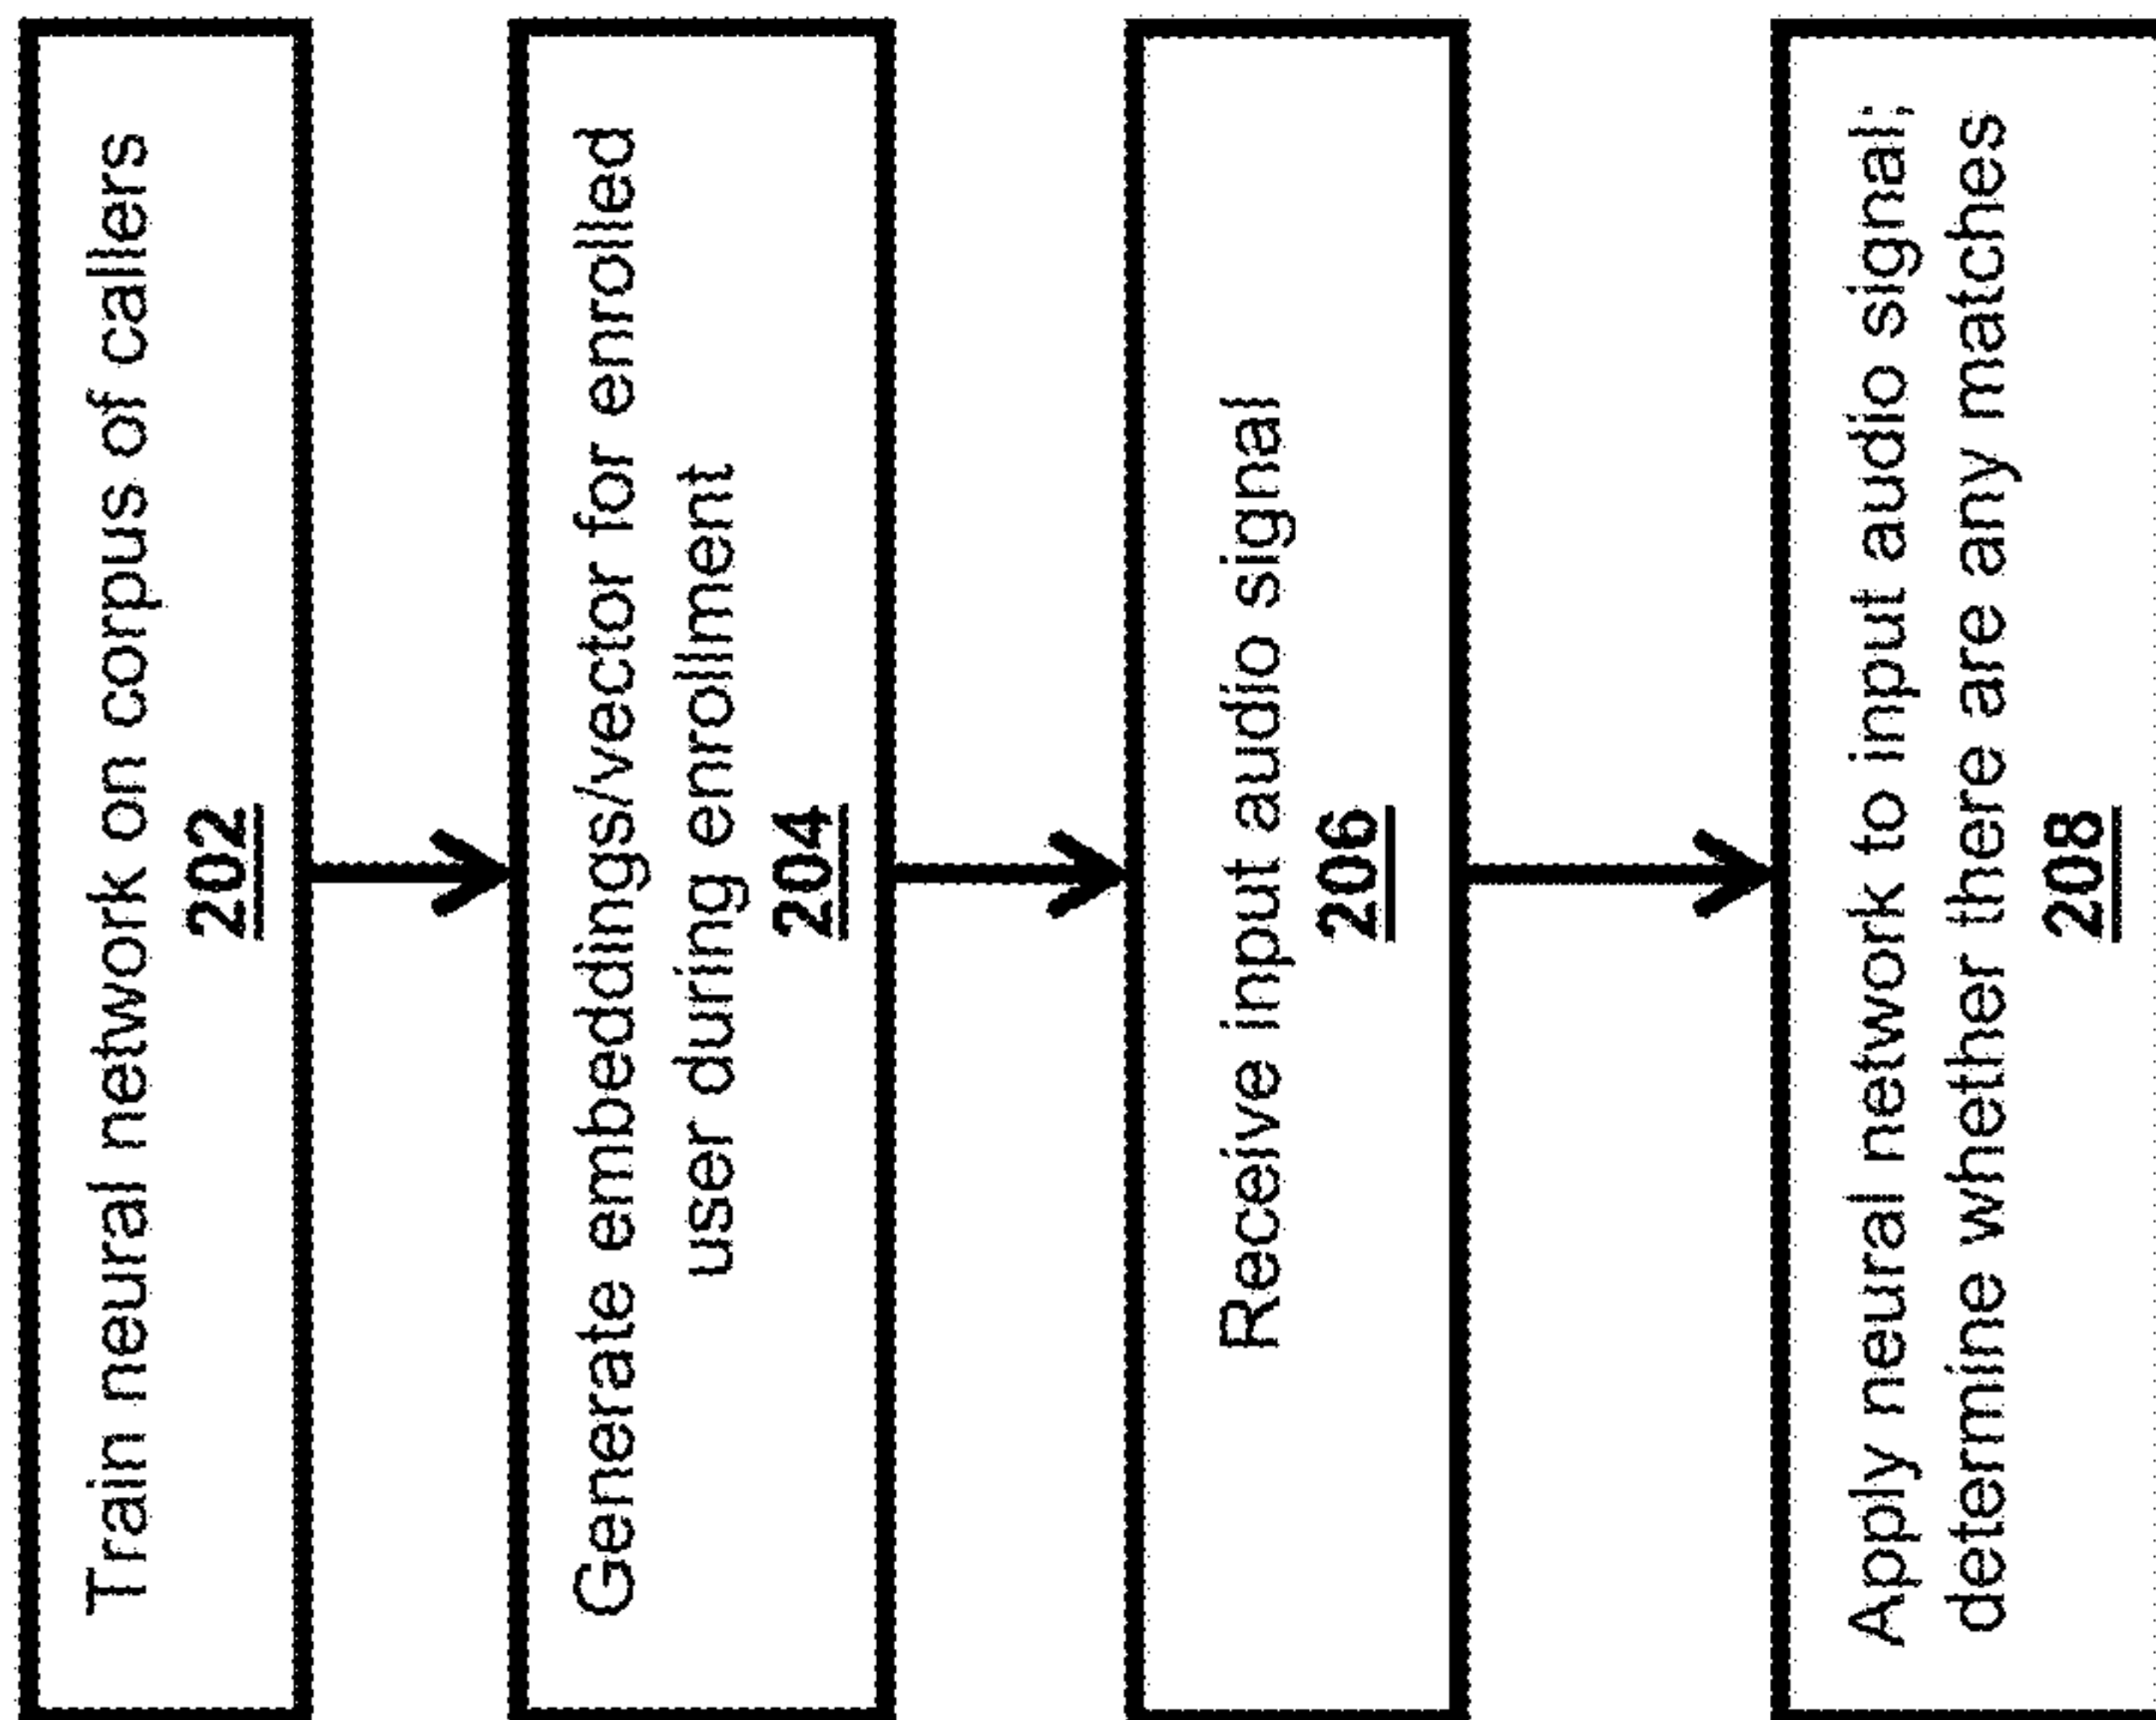 Train neural network on corpus of callers
202
Generate embeddings/vector for enrolled
user during enrollment
204
Receive input audio signal
206
Apply neural network to input audio signal;
determine whether there are any matches
208